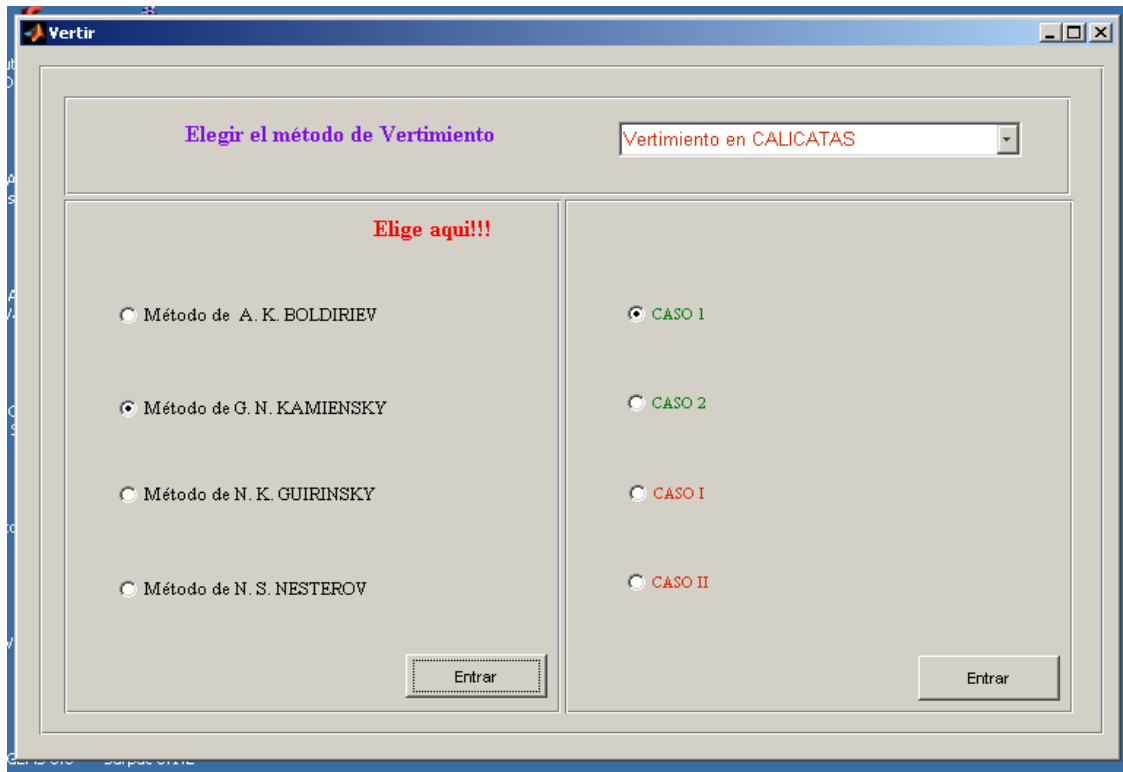 Vertir
Elegir el método de Vertimiento
Vertimiento en CALICATAS
Elige aqui!!!
Método de A. K. BOLDIRIEV
Método de G. N. KAMIENSKY
Método de N. K. GUIRINSKY
Método de N. S. NESTEROV
Entrar
CASO 1
CASO 2
CASO I
CASO II
Entrar